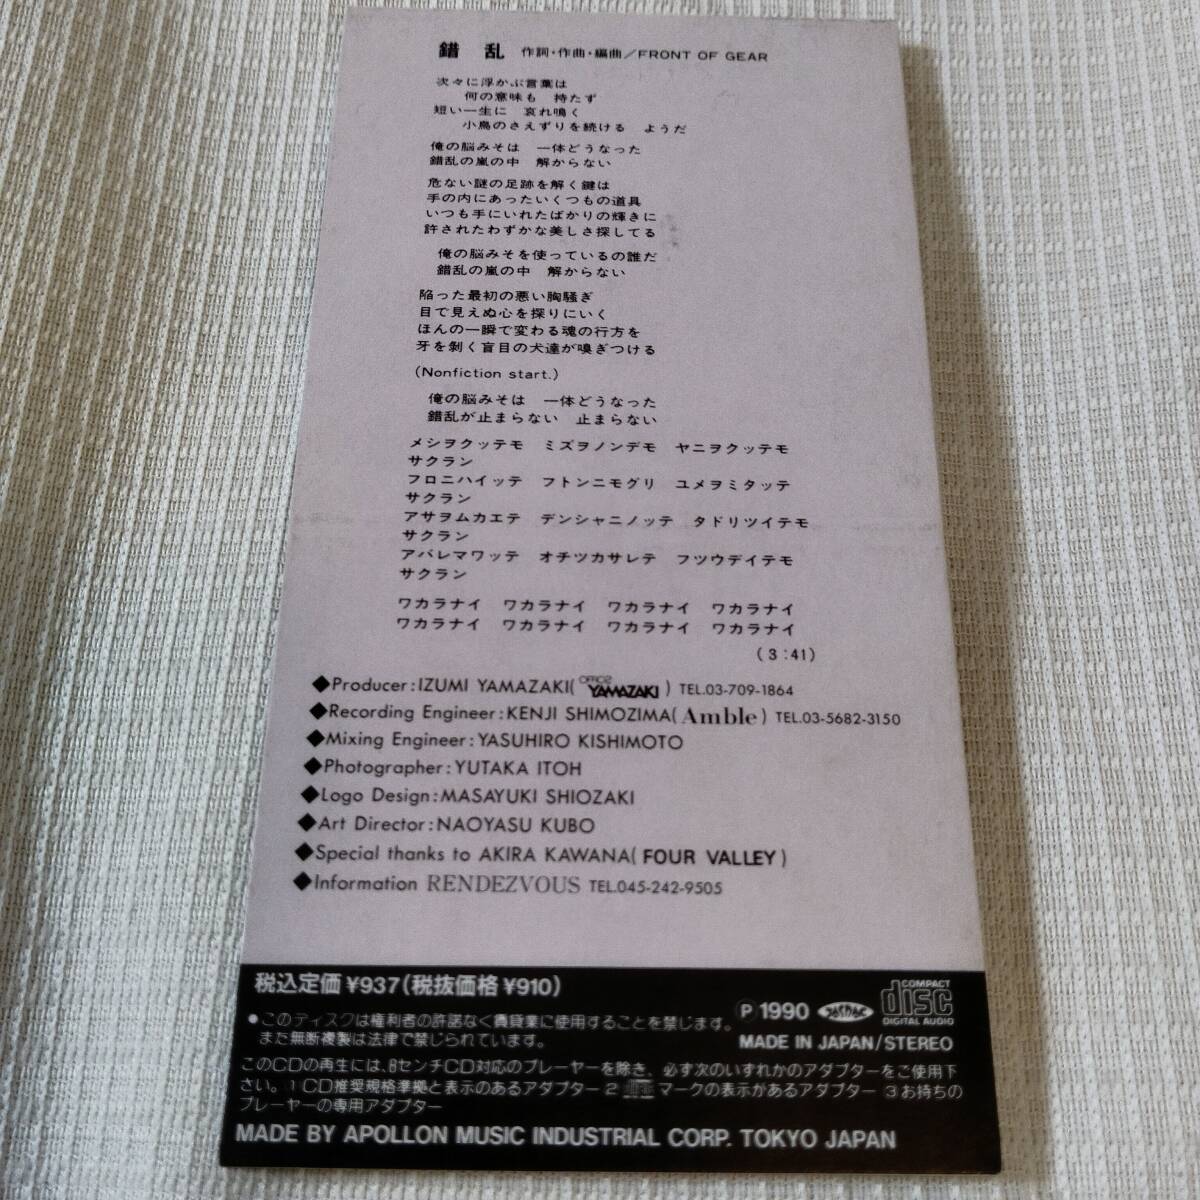 錯乱 作詞・作曲・編曲/FRONT OF GEAR
次々に浮かぶ言葉は
何の意味も 持たず
短い一生に 哀れ鳴く
小鳥のさえずりを続ける ようだ
俺の脳みそは 一体どうなった
錯乱の嵐の中 解からない
危ない謎の足跡を解く鍵は
手の内にあったいくつもの道具
いつも手にいれたばかりの輝きに
許されたわずかな美しさ探してる
俺の脳みそを使っているの誰だ
錯乱の嵐の中 解からない
陥った最初の悪い胸騒ぎ
目で見えぬ心を探りにいく
ほんの一瞬で変わる魂の行方を
牙を剝く盲目の犬達が嗅ぎつける
(Nonfiction start.)
俺の脳みそは 一体どうなった
錯乱が止まらない 止まらない
メシヲクッテモ ミズヲノンデモ ヤニヲクッテモ
サクラン
フロニハイッテ フトンニモグリ ユメヲミタッテ
サクラン
アサヲムカエテ デンシャニノッテ タドリツイテモ
サクラン
アバレマワッテ オチツカサレテ フツウデイテモ
サクラン
ワカラナイ ワカラナイ ワカラナイ ワカラナイ
ワカラナイ ワカラナイ ワカラナイ ワカラナイ
(3:41)
◆Producer:IZUMI YAMAZAKI(OFFICE YAMAZAKI) TEL.03-709-1864
◆Recording Engineer:KENJI SHIMOZIMA(Amble) TEL.03-5682-3150
◆Mixing Engineer:YASUHIRO KISHIMOTO
◆Photographer:YUTAKA ITOH
◆Logo Design:MASAYUKI SHIOZAKI
◆Art Director:NAOYASU KUBO
◆Special thanks to AKIRA KAWANA(FOUR VALLEY)
◆Information RENDEZVOUS TEL.045-242-9505
税込定価¥937(税抜価格¥910)
℗1990 COMPACT disc DIGITAL AUDIO
●このディスクは権利者の許諾なく賃貸業に使用することを禁じます。
また無断複製は法律で禁じられています。
MADE IN JAPAN/STEREO
このCDの再生には、8センチCD対応のプレーヤーを除き、必ず次のいずれかのアダプターをご使用下
さい。1CD推奨規格準拠と表示のあるアダプター2 マークの表示があるアダプター3お持ちの
プレーヤーの専用アダプター
MADE BY APOLLON MUSIC INDUSTRIAL CORP. TOKYO JAPAN